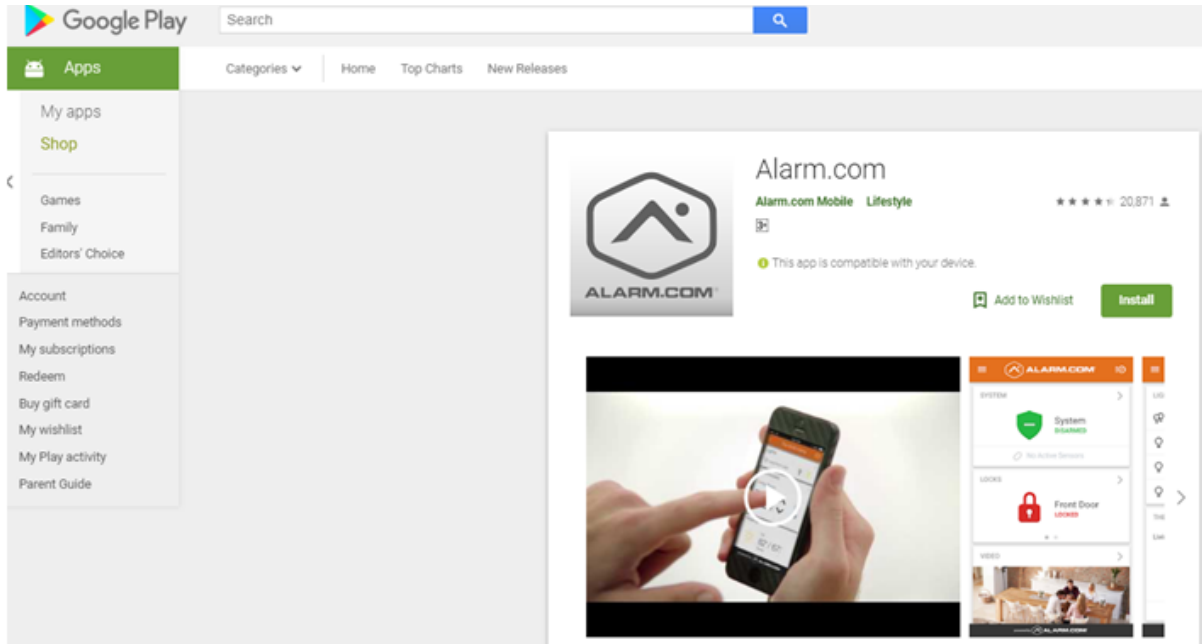 Google Play
Search
Apps
Categories
Home
Top Charts
New Releases
My apps
Shop
Games
Family
Editors' Choice
Account
Payment methods
My subscriptions
Redeem
Buy gift card
My wishlist
My Play activity
Parent Guide
ALARM.COM
Alarm.com
Alarm.com Mobile Lifestyle
20,871
3+
This app is compatible with your device.
Add to Wishlist
Install
ALARM.COM
SYSTEM
System
DISARMED
No Active Sensors
LOCKS
Front Door
LOCKED
VIDEO
ALARM.COM